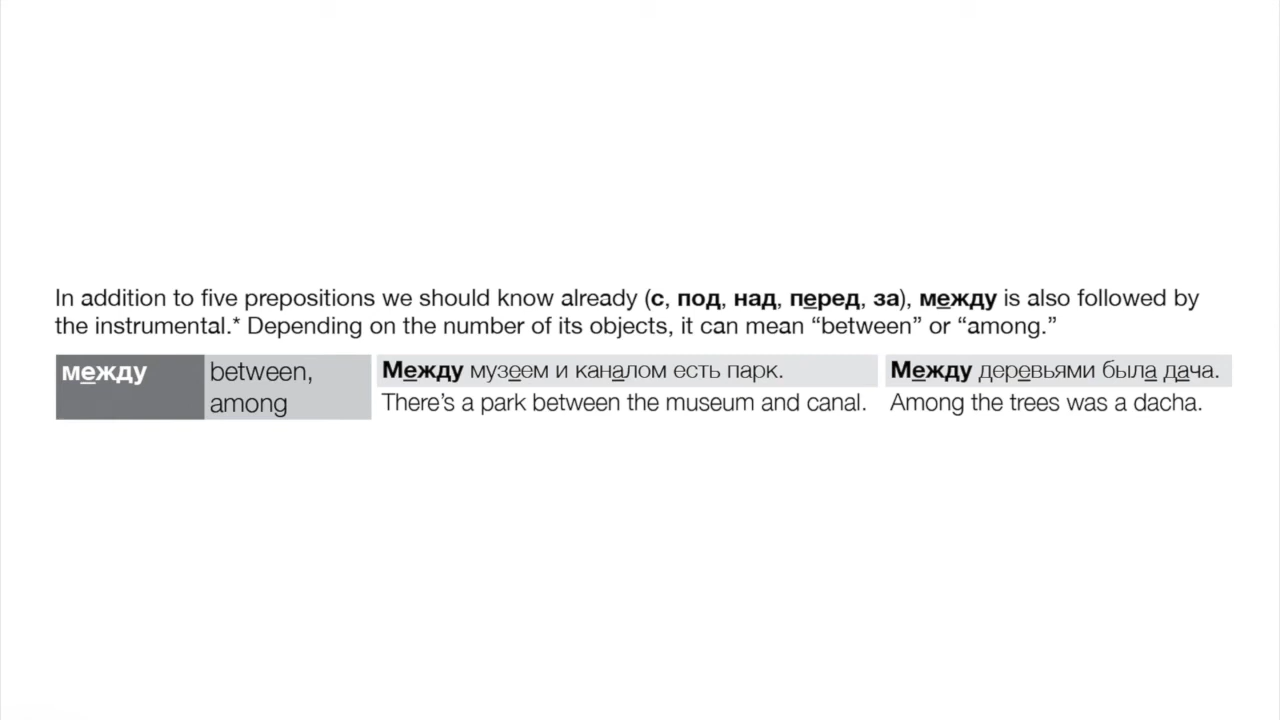 In addition to five prepositions we should know already (с, под, над, перед, за), между is also followed by
the instrumental.* Depending on the number of its objects, it can mean “between” or “among.”
между
between,
among
Между музеем и каналом есть парк.
There’s a park between the museum and canal.
Между деревьями была дача.
Among the trees was a dacha.